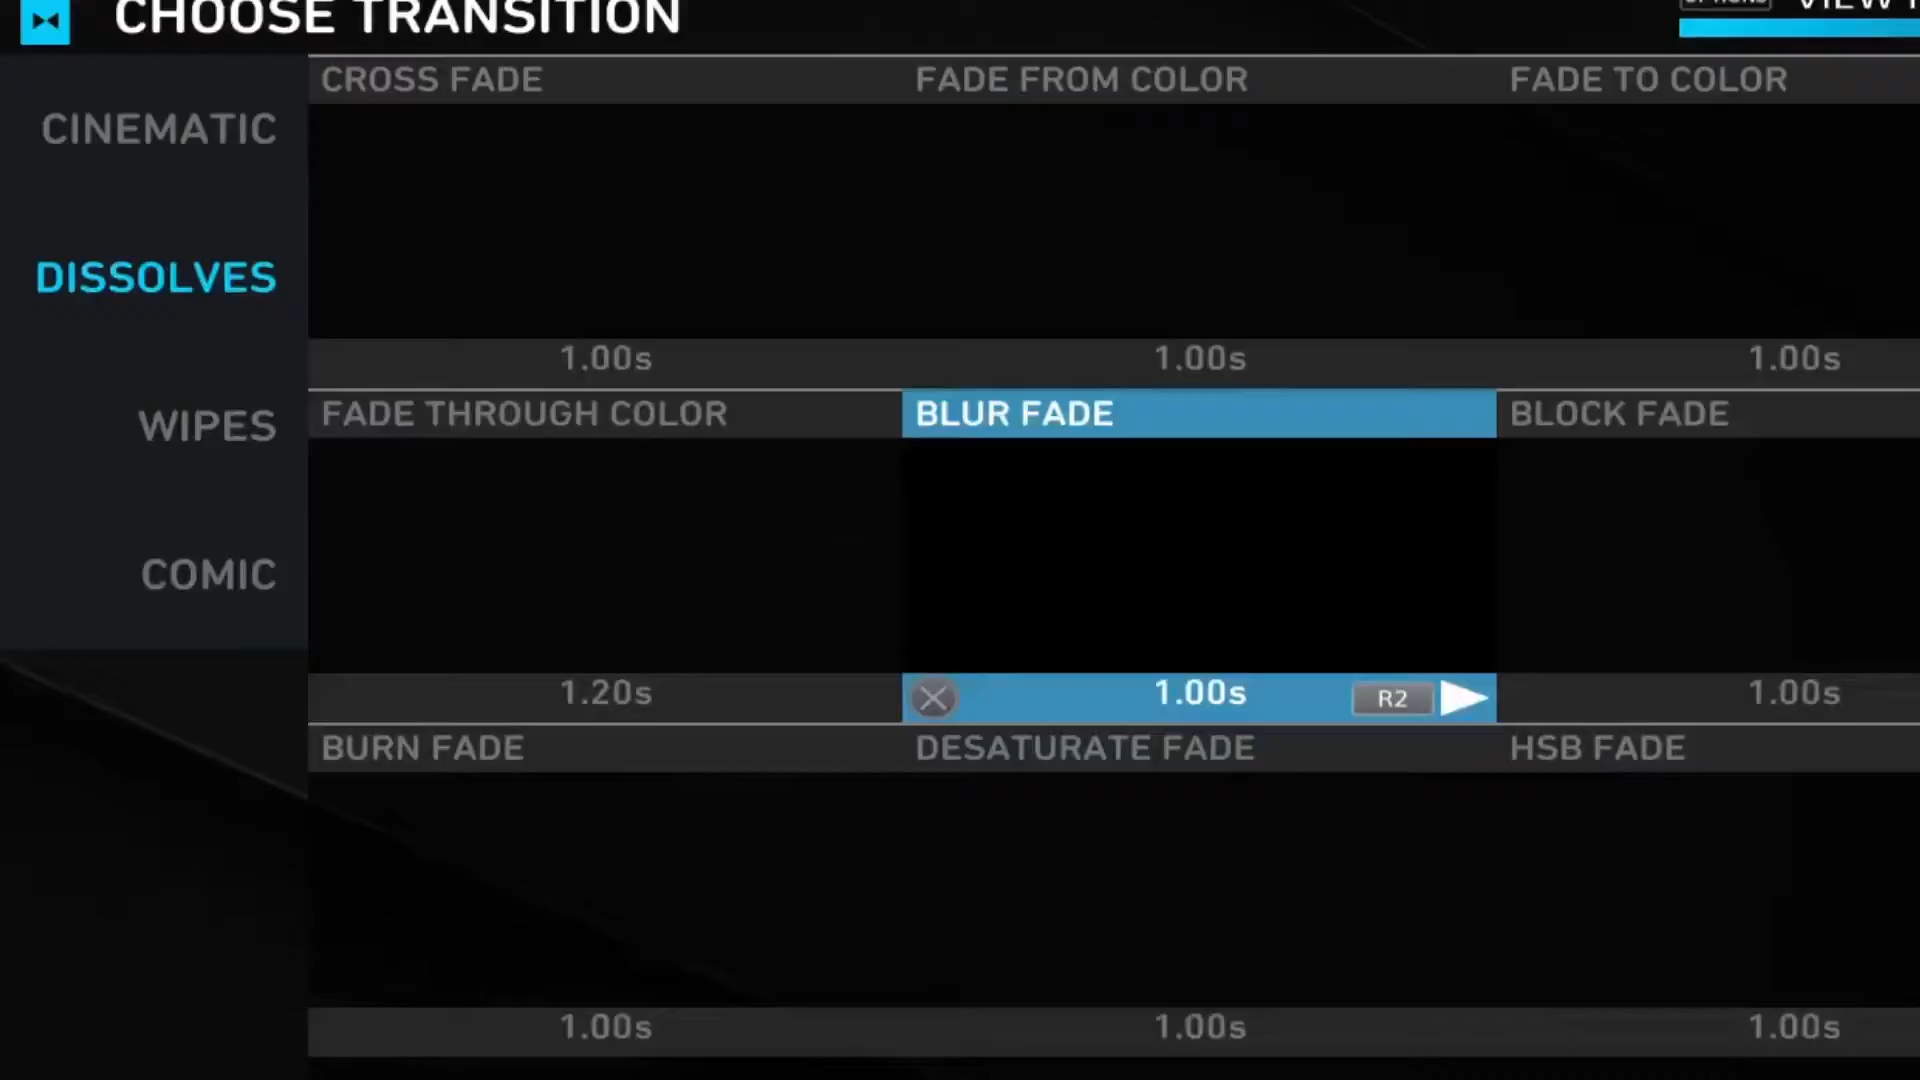 CHOOSE TRANSITION
CINEMATIC
DISSOLVES
WIPES
COMIC
CROSS FADE FADE FROM COLOR FADE TO COLOR
1.00s 1.00s 1.00s
FADE THROUGH COLOR BLUR FADE BLOCK FADE
1.20s 1.00s R2 1.00s
BURN FADE DESATURATE FADE HSB FADE
1.00s 1.00s 1.00s